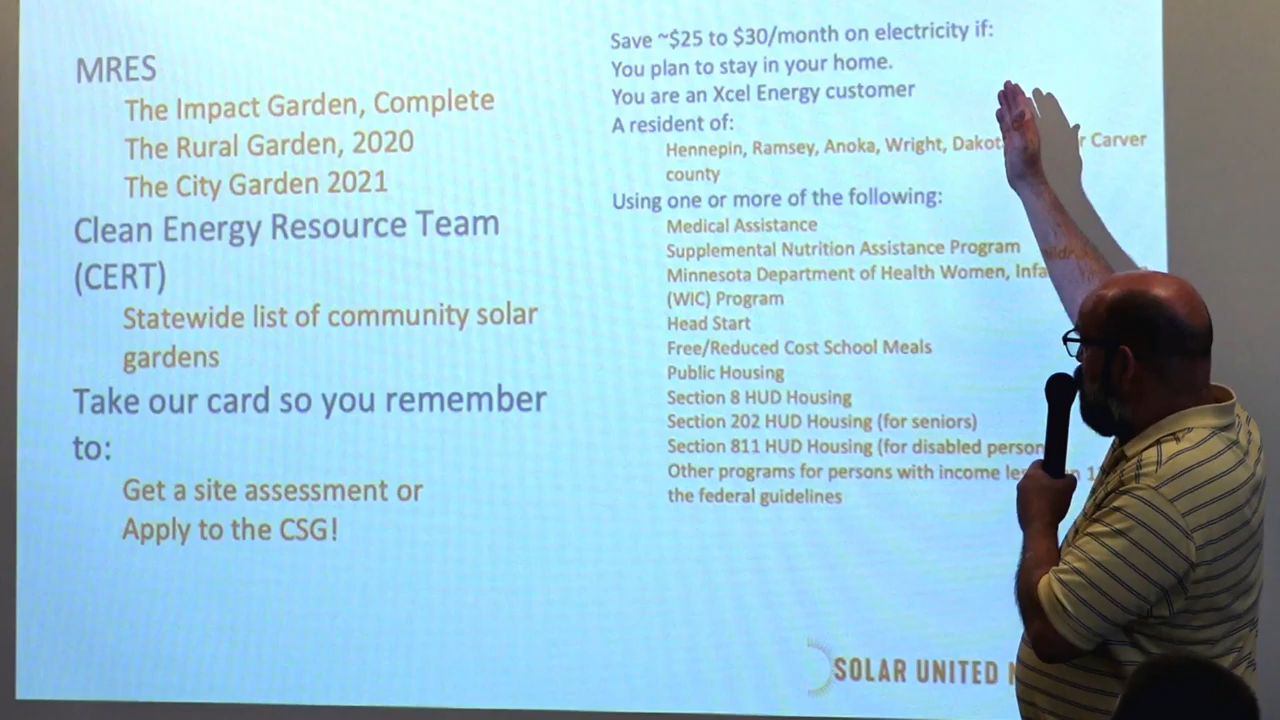 MRES
The Impact Garden, Complete
The Rural Garden, 2020
The City Garden 2021
Clean Energy Resource Team
(CERT)
Statewide list of community solar
gardens
Take our card so you remember
to:
Get a site assessment or
Apply to the CSG!
Save ~$25 to $30/month on electricity if:
You plan to stay in your home.
You are an Xcel Energy customer
A resident of:
Hennepin, Ramsey, Anoka, Wright, Carver
county
Using one or more of the following:
Medical Assistance
Supplemental Nutrition Assistance Program
Minnesota Department of Health Women,
(WIC) Program
Head Start
Free/Reduced Cost School Meals
Public Housing
Section 8 HUD Housing
Section 202 HUD Housing (for seniors)
Section 811 HUD Housing (for disabled
Other programs for persons with income
the federal guidelines
SOLAR UNITED